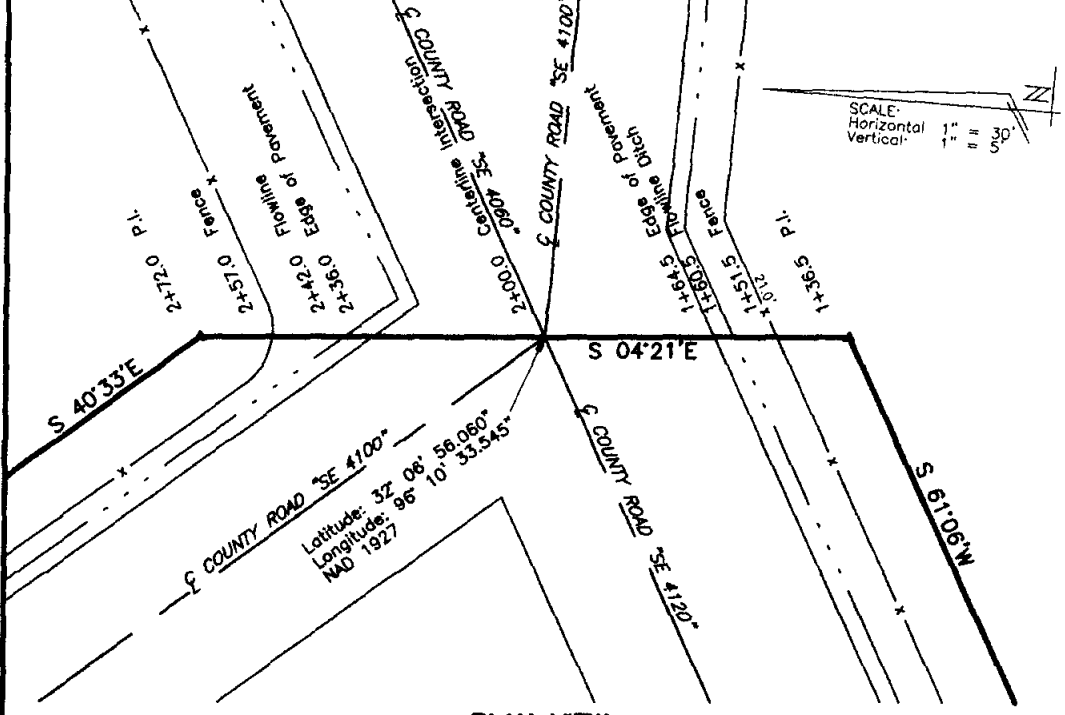 ℄ COUNTY ROAD "SE 4090"
Centerline Intersection
2+00.0
℄ COUNTY ROAD "SE 4100"
SCALE:
Horizontal 1" = 30'
Vertical: 1" = 5'
N
2+72.0 P.I.
2+57.0 Fence
2+42.0 Flowline
2+36.0 Edge of Pavement
1+64.5 Edge of Pavement
1+60.5 Flowline Ditch
1+51.5 Fence
1+36.5 P.I.
S 40°33'E
S 04°21'E
S 61°06'W
℄ COUNTY ROAD "SE 4100"
Latitude: 32° 06' 56.060"
Longitude: 96° 10' 33.545"
NAD 1927
℄ COUNTY ROAD "SE 4120"